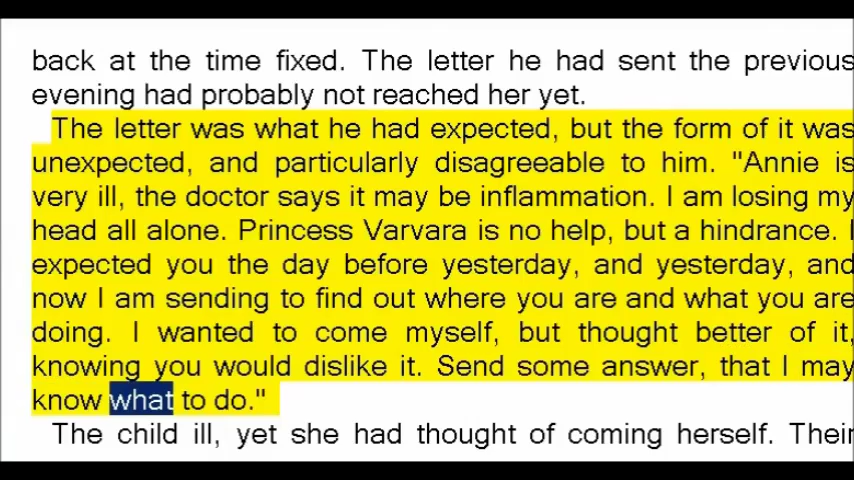 back at the time fixed. The letter he had sent the previous
evening had probably not reached her yet.
The letter was what he had expected, but the form of it was
unexpected, and particularly disagreeable to him. "Annie is
very ill, the doctor says it may be inflammation. I am losing my
head all alone. Princess Varvara is no help, but a hindrance. I
expected you the day before yesterday, and yesterday, and
now I am sending to find out where you are and what you are
doing. I wanted to come myself, but thought better of it,
knowing you would dislike it. Send some answer, that I may
know what to do."
The child ill, yet she had thought of coming herself. Their